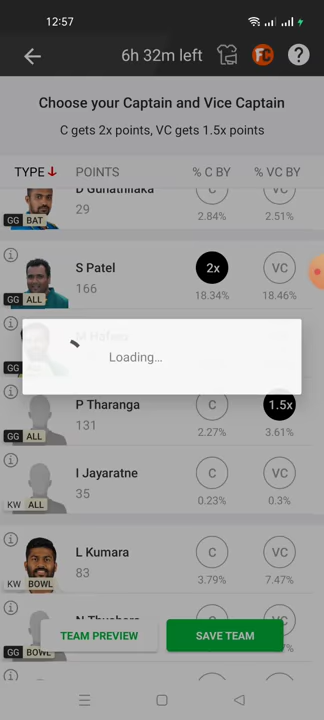 12:57
6h 32m left
FC
?
Choose your Captain and Vice Captain
C gets 2x points, VC gets 1.5x points
TYPE POINTS % C BY % VC BY
D Gunathilaka C VC
GG BAT 29 2.84% 2.51%
S Patel 2x VC
GG ALL 166 18.34% 18.46%
M Hafeez
Loading...
P Tharanga C 1.5x
GG ALL 131 2.27% 3.61%
I Jayaratne C VC
KW ALL 35 0.23% 0.3%
L Kumara C VC
KW BOWL 83 3.79% 7.47%
N Thushara C VC
GG BOWL
TEAM PREVIEW SAVE TEAM